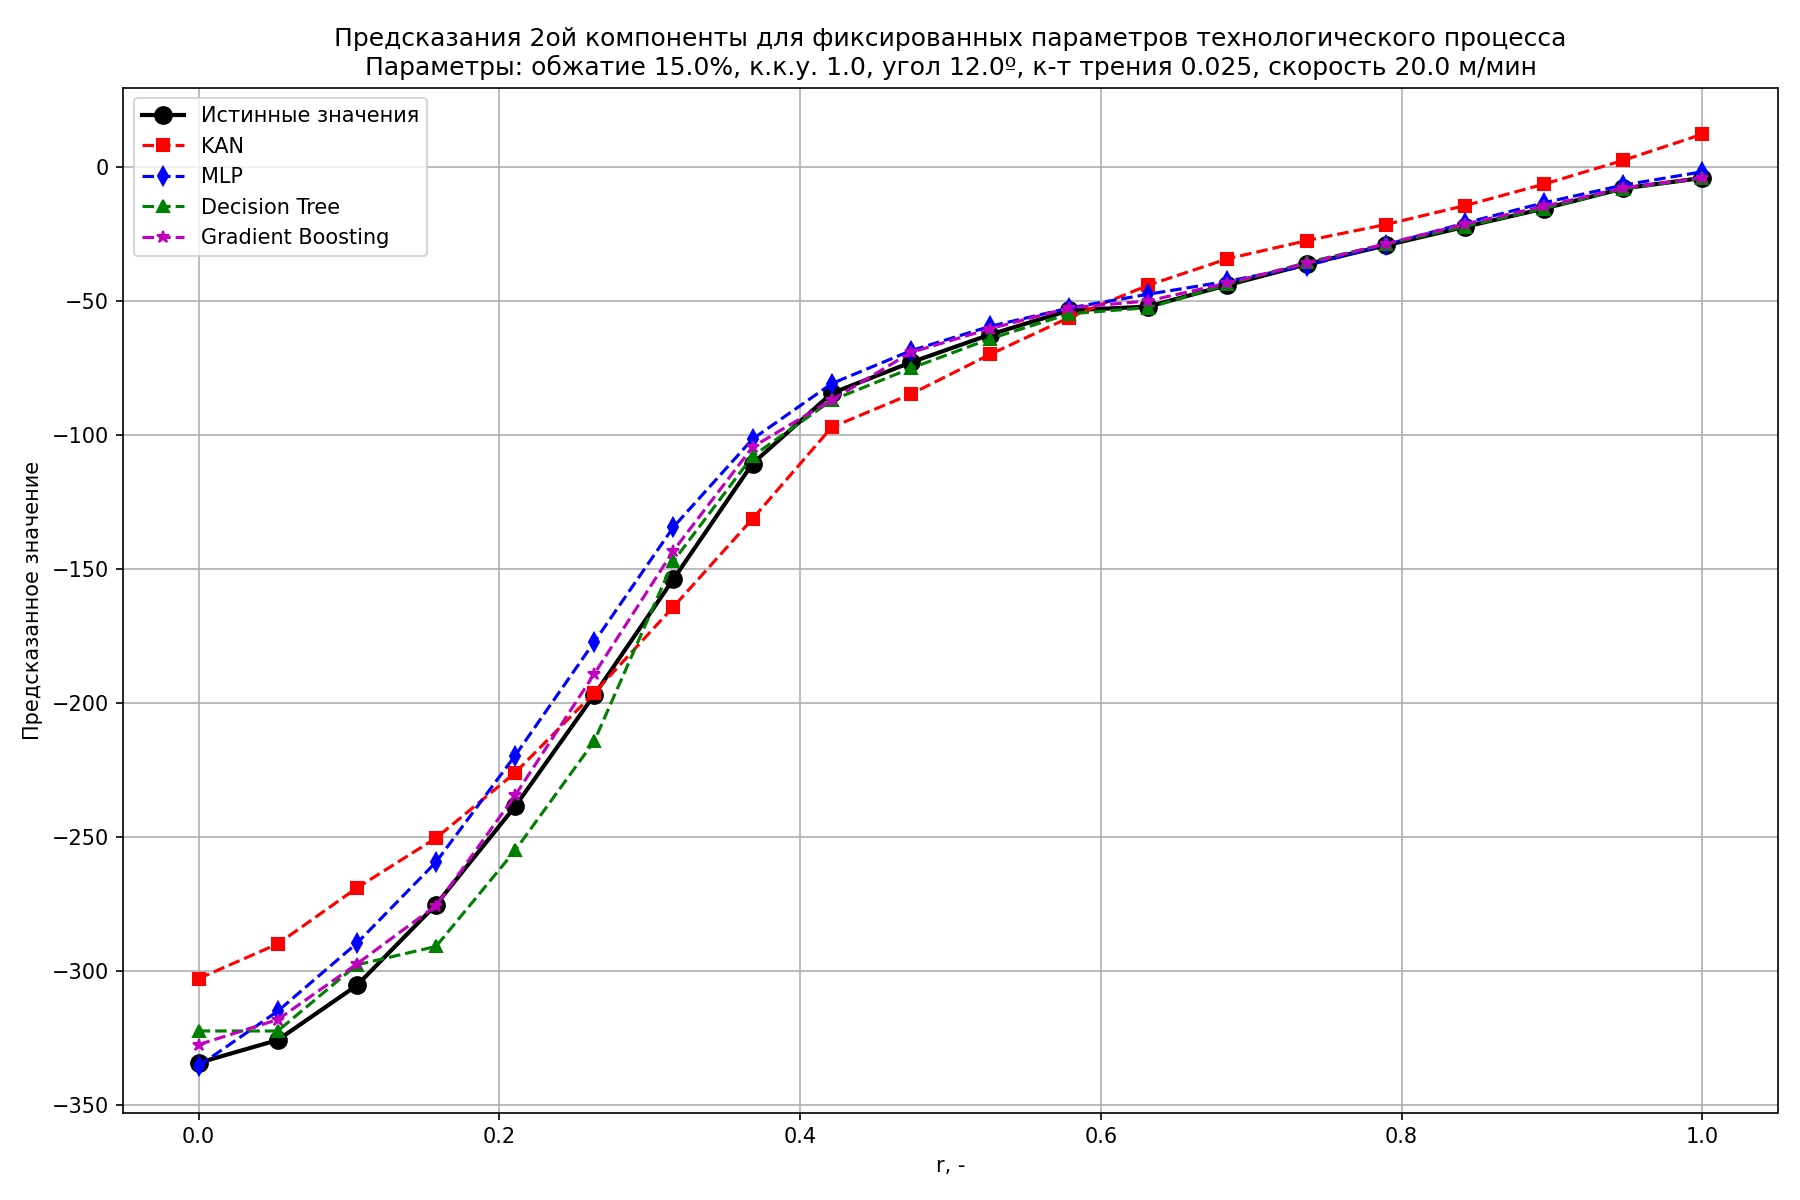 Предсказания 2ой компоненты для фиксированных параметров технологического процесса
Параметры: обжатие 15.0%, к.к.у. 1.0, угол 12.0º, к-т трения 0.025, скорость 20.0 м/мин
Истинные значения
KAN
MLP
Decision Tree
Gradient Boosting
Предсказанное значение
0
−50
−100
−150
−200
−250
−300
−350
0.0 0.2 0.4 0.6 0.8 1.0
r, -